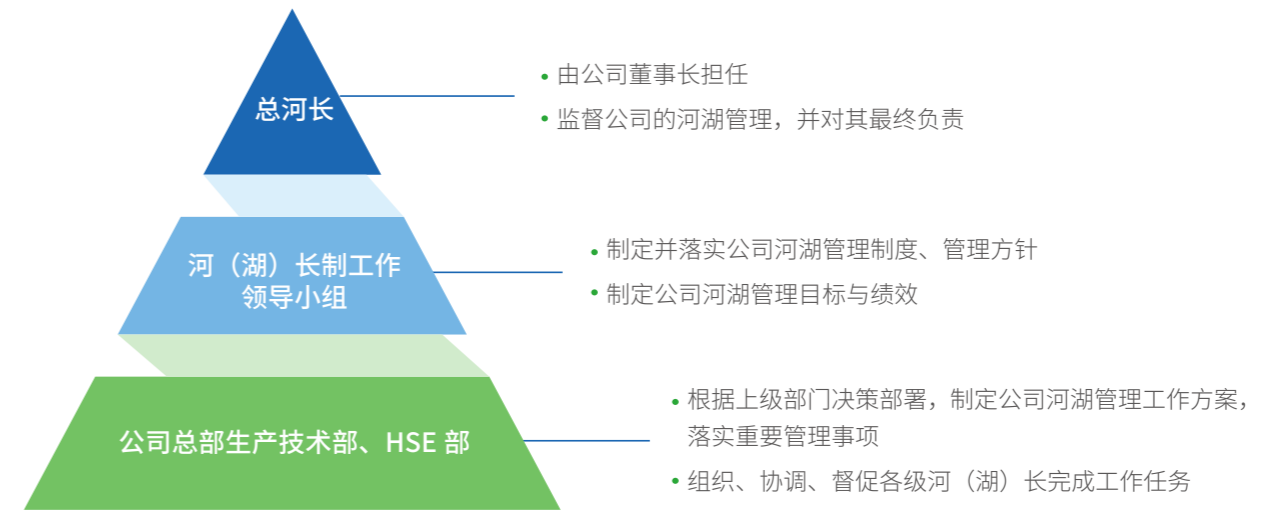 总河长
• 由公司董事长担任
• 监督公司的河湖管理，并对其最终负责
河（湖）长制工作
领导小组
• 制定并落实公司河湖管理制度、管理方针
• 制定公司河湖管理目标与绩效
公司总部生产技术部、HSE 部
• 根据上级部门决策部署，制定公司河湖管理工作方案，
落实重要管理事项
• 组织、协调、督促各级河（湖）长完成工作任务